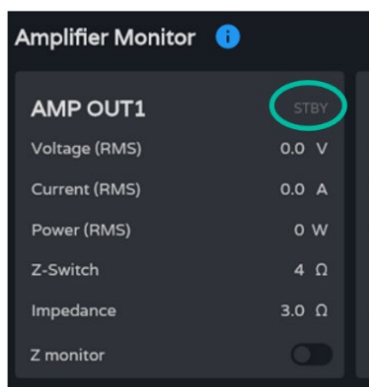 Amplifier Monitor i
AMP OUT1 STBY
Voltage (RMS) 0.0 V
Current (RMS) 0.0 A
Power (RMS) 0 W
Z-Switch 4 Ω
Impedance 3.0 Ω
Z monitor